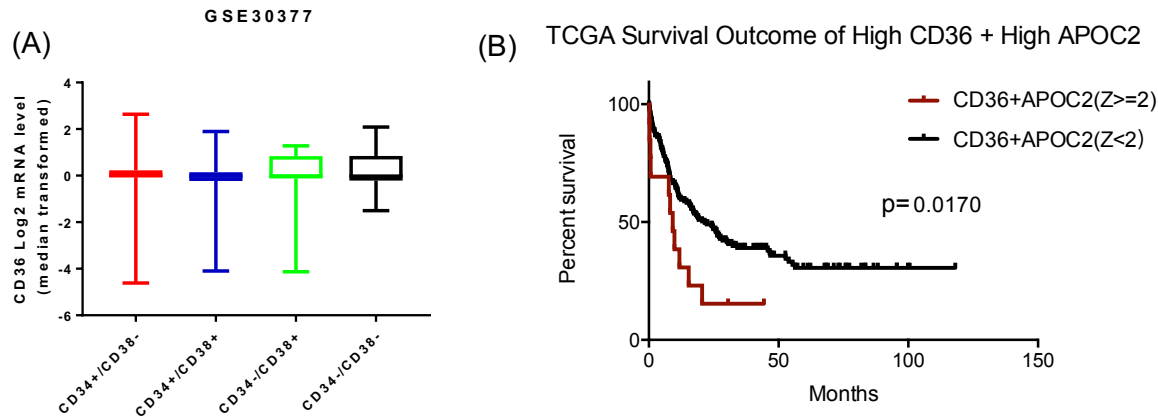 GSE30377
(A)
CD36 Log2 mRNA level
(median transformed)
4
2
0
-2
-4
-6
CD34+/CD38-
CD34+/CD38+
CD34-/CD38+
CD34-/CD38-
(B)
TCGA Survival Outcome of High CD36 + High APOC2
Percent survival
100
50
0
CD36+APOC2(Z>=2)
CD36+APOC2(Z<2)
p=0.0170
0
50
100
150
Months